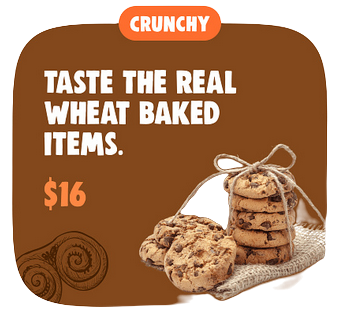 CRUNCHY
TASTE THE REAL
WHEAT BAKED
ITEMS.
$16